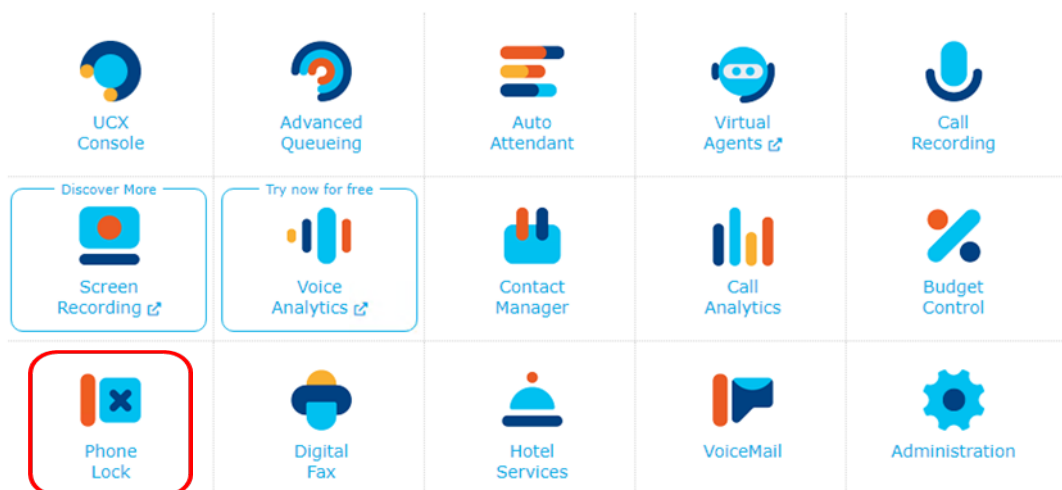 UCX
Console
Advanced
Queueing
Auto
Attendant
Virtual
Agents
Call
Recording
Discover More
Screen
Recording
Try now for free
Voice
Analytics
Contact
Manager
Call
Analytics
Budget
Control
Phone
Lock
Digital
Fax
Hotel
Services
VoiceMail
Administration